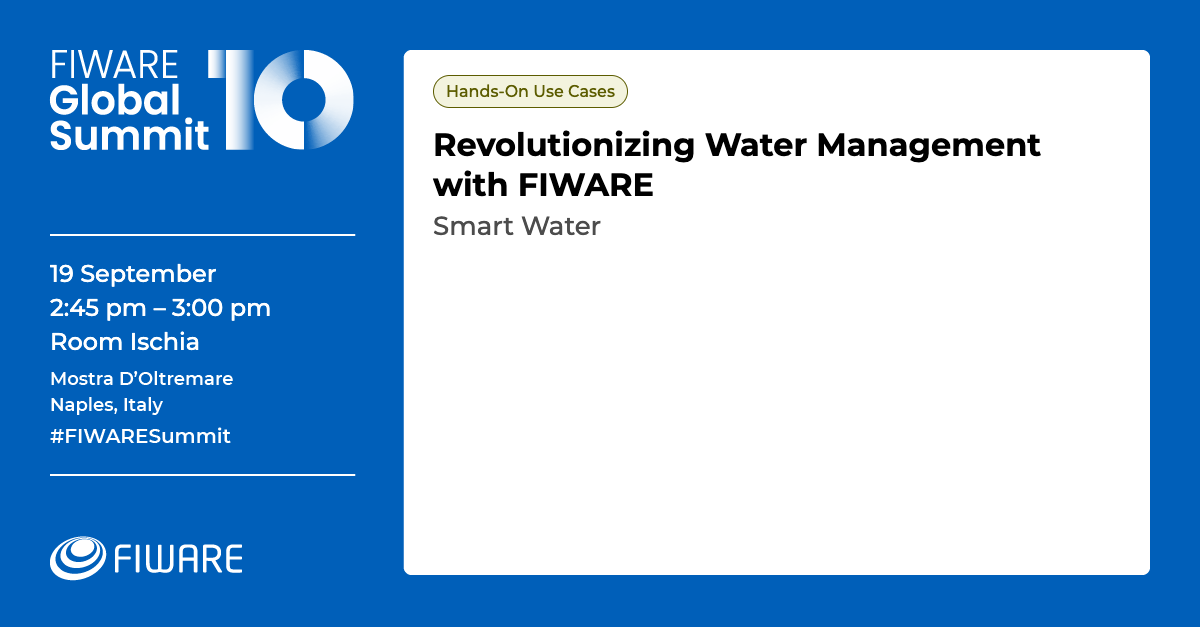 FIWARE
Global
Summit
10
19 September
2:45 pm – 3:00 pm
Room Ischia
Mostra D’Oltremare
Naples, Italy
#FIWARESummit
FIWARE
Hands-On Use Cases
Revolutionizing Water Management
with FIWARE
Smart Water